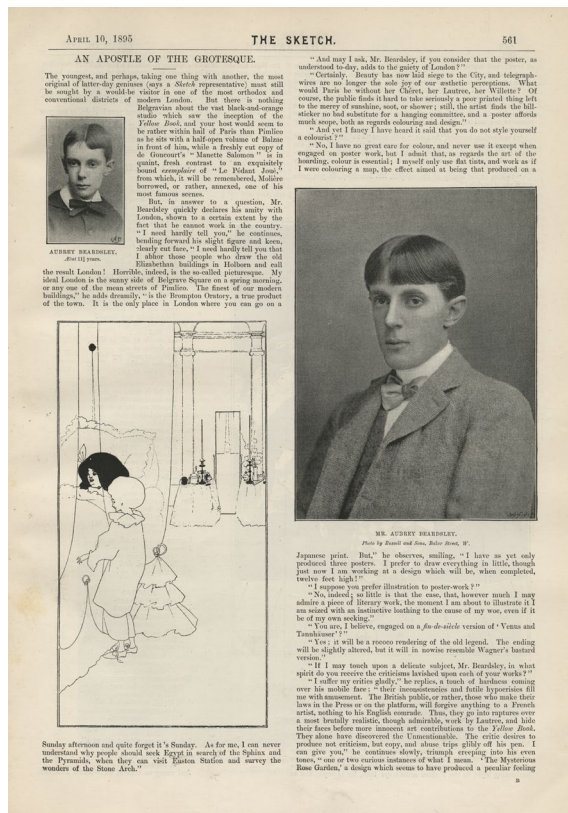 April 10, 1895
THE SKETCH.
561
AN APOSTLE OF THE GROTESQUE.
The youngest, and perhaps, taking one thing with another, the most
original of latter-day geniuses (says a Sketch representative) must still
be sought by a would-be visitor in one of the most orthodox and
conventional districts of modern London. But there is nothing
Belgravian about the vast black-and-orange
studio which saw the inception of the
Yellow Book, and your host would seem to
be rather within hail of Paris than Pimlico
as he sits with a half-open volume of Balzac
in front of him, while a freshly cut copy of
de Goncourt's "Manette Salomon" is in
quaint, fresh contrast to an exquisitely
bound exemplaire of "Le Pédant Joué,"
from which, it will be remembered, Molière
borrowed, or rather, annexed, one of his
most famous scenes.
But, in answer to a question, Mr.
Beardsley quickly declares his amity with
London, shown to a certain extent by the
fact that he cannot work in the country.
"I need hardly tell you," he continues,
bending forward his slight figure and keen,
clearly cut face, "I need hardly tell you that
I abhor those people who draw the old
Elizabethan buildings in Holborn and call
the result London! Horrible, indeed, is the so-called picturesque. My
ideal London is the sunny side of Belgrave Square on a spring morning,
or any one of the mean streets of Pimlico. The finest of our modern
buildings," he adds dreamily, "is the Brompton Oratory, a true product
of the town. It is the only place in London where you can go on a
AUBREY BEARDSLEY.
Ætat 11½ years.
Sunday afternoon and quite forget it's Sunday. As for me, I can never
understand why people should seek Egypt in search of the Sphinx and
the Pyramids, when they can visit Euston Station and survey the
wonders of the Stone Arch."
"And may I ask, Mr. Beardsley, if you consider that the poster, as
understood to-day, adds to the gaiety of London?"
"Certainly. Beauty has now laid siege to the City, and telegraph-
wires are no longer the sole joy of our æsthetic perceptions. What
would Paris be without her Chéret, her Lautrec, her Willette? Of
course, the public finds it hard to take seriously a poor printed thing left
to the mercy of sunshine, soot, or shower; still, the artist finds the bill-
sticker no bad substitute for a hanging committee, and a poster affords
much scope, both as regards colouring and design."
"And yet I fancy I have heard it said that you do not style yourself
a colourist?"
"No, I have no great care for colour, and never use it except when
engaged on poster work, but I admit that, as regards the art of the
hoarding, colour is essential; I myself only use flat tints, and work as if
I were colouring a map, the effect aimed at being that produced on a
MR. AUBREY BEARDSLEY.
Photo by Russell and Sons, Baker Street, W.
Japanese print. But," he observes, smiling, "I have as yet only
produced three posters. I prefer to draw everything in little, though
just now I am working at a design which will be, when completed,
twelve feet high!"
"I suppose you prefer illustration to poster-work?"
"No, indeed; so little is that the case, that, however much I may
admire a piece of literary work, the moment I am about to illustrate it I
am seized with an instinctive loathing to the cause of my woe, even if it
be of my own seeking."
"You are, I believe, engaged on a fin-de-siècle version of 'Venus and
Tannhäuser'?"
"Yes; it will be a rococo rendering of the old legend. The ending
will be slightly altered, but it will in nowise resemble Wagner's bastard
version."
"If I may touch upon a delicate subject, Mr. Beardsley, in what
spirit do you receive the criticisms lavished upon each of your works?"
"I suffer my critics gladly," he replies, a touch of hardness coming
over his mobile face; "their inconsistencies and futile hypocrisies fill
me with amusement. The British public, or rather, those who make their
laws in the Press or on the platform, will forgive anything to a French
artist, nothing to his English comrade. Thus, they go into raptures over
a most brutally realistic, though admirable, work by Lautrec, and hide
their faces before more innocent art contributions to the Yellow Book.
They alone have discovered the Unmentionable. The critic desires to
produce not criticism, but copy, and abuse trips glibly off his pen. I
can give you," he continues slowly, triumph creeping into his even
tones, "one or two curious instances of what I mean. 'The Mysterious
Rose Garden,' a design which seems to have produced a peculiar feeling